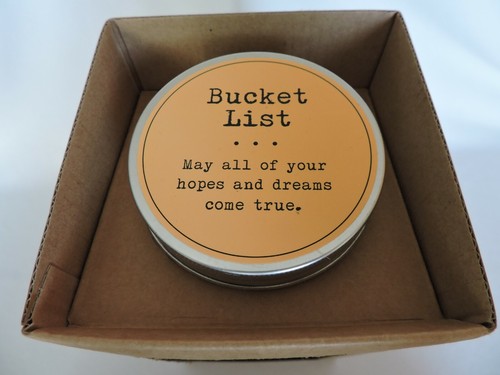 Bucket
List
...
May all of your
hopes and dreams
come true.